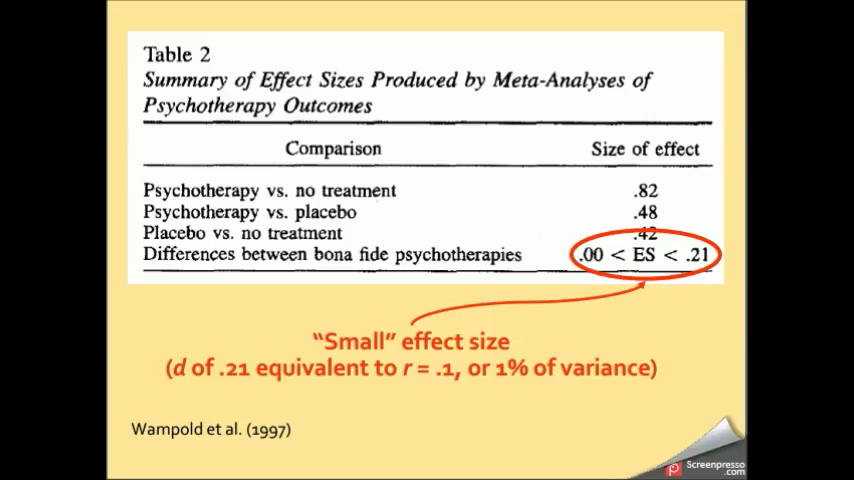 Table 2
Summary of Effect Sizes Produced by Meta-Analyses of
Psychotherapy Outcomes
Comparison Size of effect
Psychotherapy vs. no treatment .82
Psychotherapy vs. placebo .48
Placebo vs. no treatment .42
Differences between bona fide psychotherapies .00 < ES < .21
“Small” effect size
(d of .21 equivalent to r = .1, or 1% of variance)
Wampold et al. (1997)
Screenpresso
.com